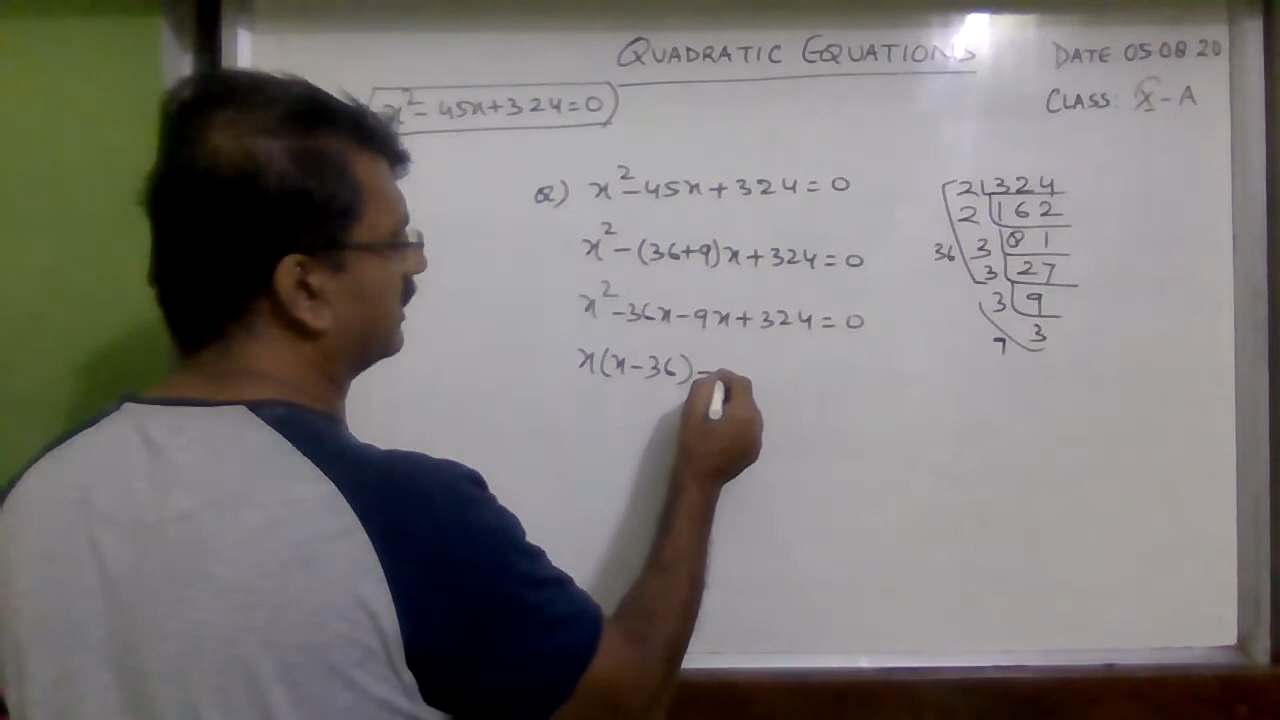 QUADRATIC EQUATIONS
DATE 05 08 20
CLASS: X-A
x²-45x+324=0
Q) x²-45x+324=0
x²-(36+9)x+324=0
x²-36x-9x+324=0
x(x-36)-
2 324
2 162
3 81
3 27
3 9
3
36
9